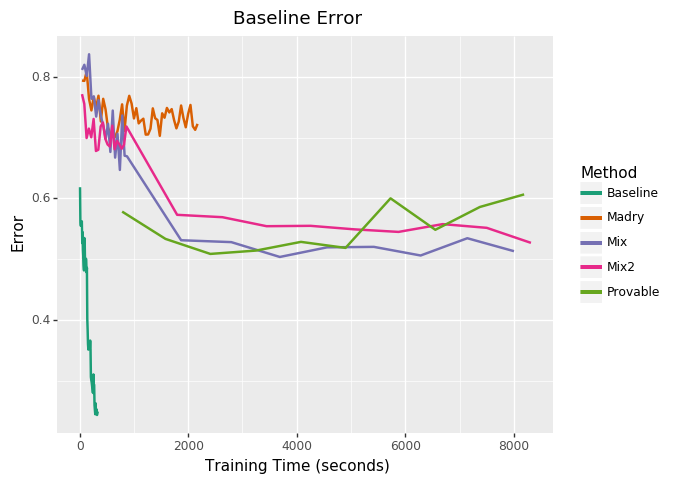 Baseline Error
0.8
0.6
0.4
Error
0
2000
4000
6000
8000
Training Time (seconds)
Method
Baseline
Madry
Mix
Mix2
Provable